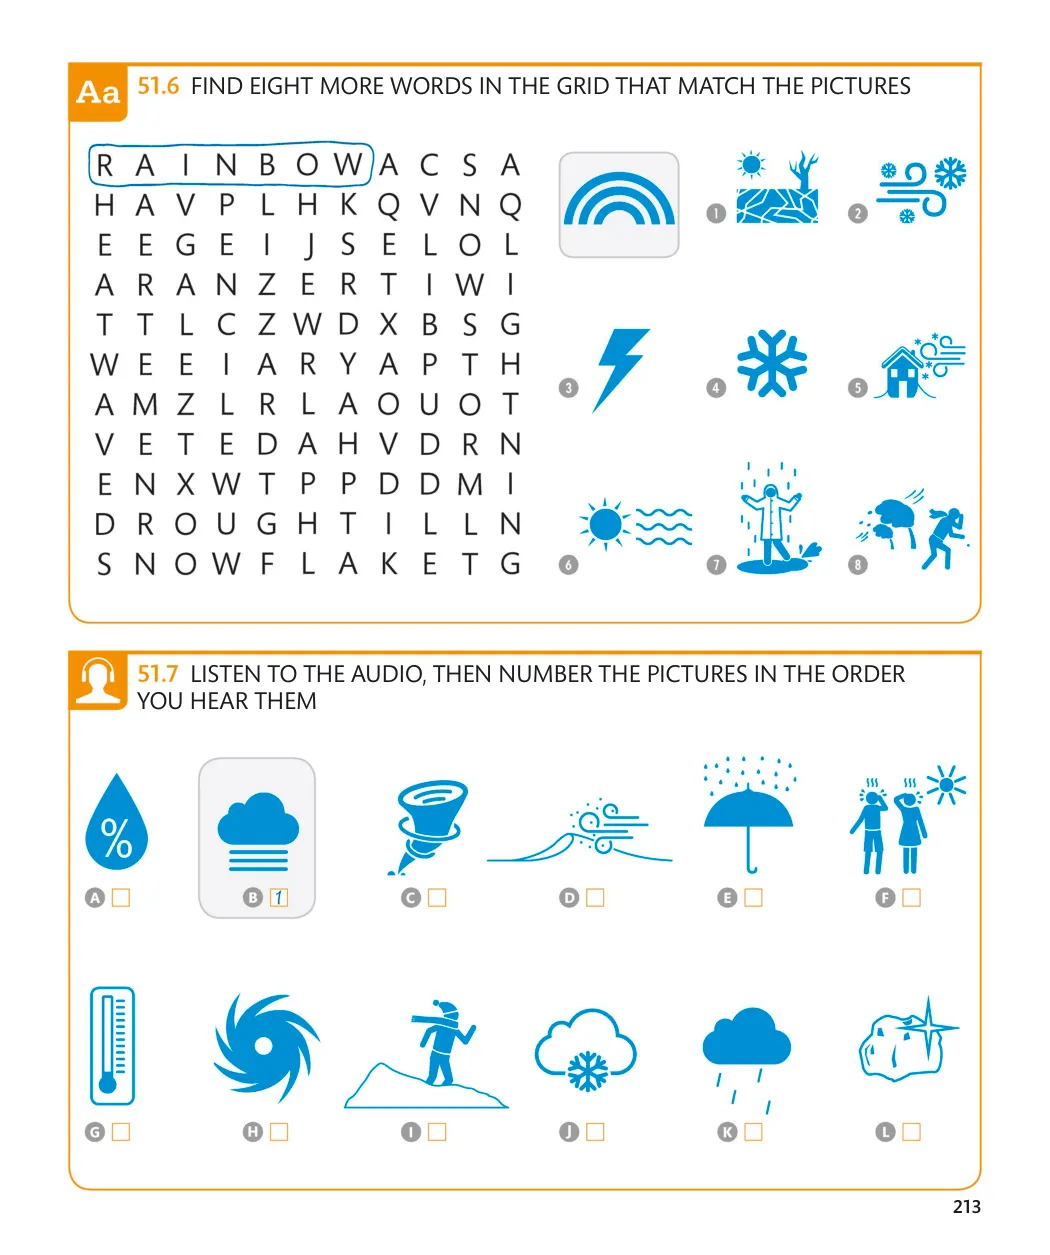 Aa 51.6 FIND EIGHT MORE WORDS IN THE GRID THAT MATCH THE PICTURES
R A I N B O W A C S A
H A V P L H K Q V N Q
E E G E I J S E L O L
A R A N Z E R T I W I
T T L C Z W D X B S G
W E E I A R Y A P T H
A M Z L R L A O U O T
V E T E D A H V D R N
E N X W T P P D D M I
D R O U G H T I L L N
S N O W F L A K E T G
1
2
3
4
5
6
7
8
51.7 LISTEN TO THE AUDIO, THEN NUMBER THE PICTURES IN THE ORDER
YOU HEAR THEM
%
A
B 1
C
D
E
F
G
H
I
J
K
L
213